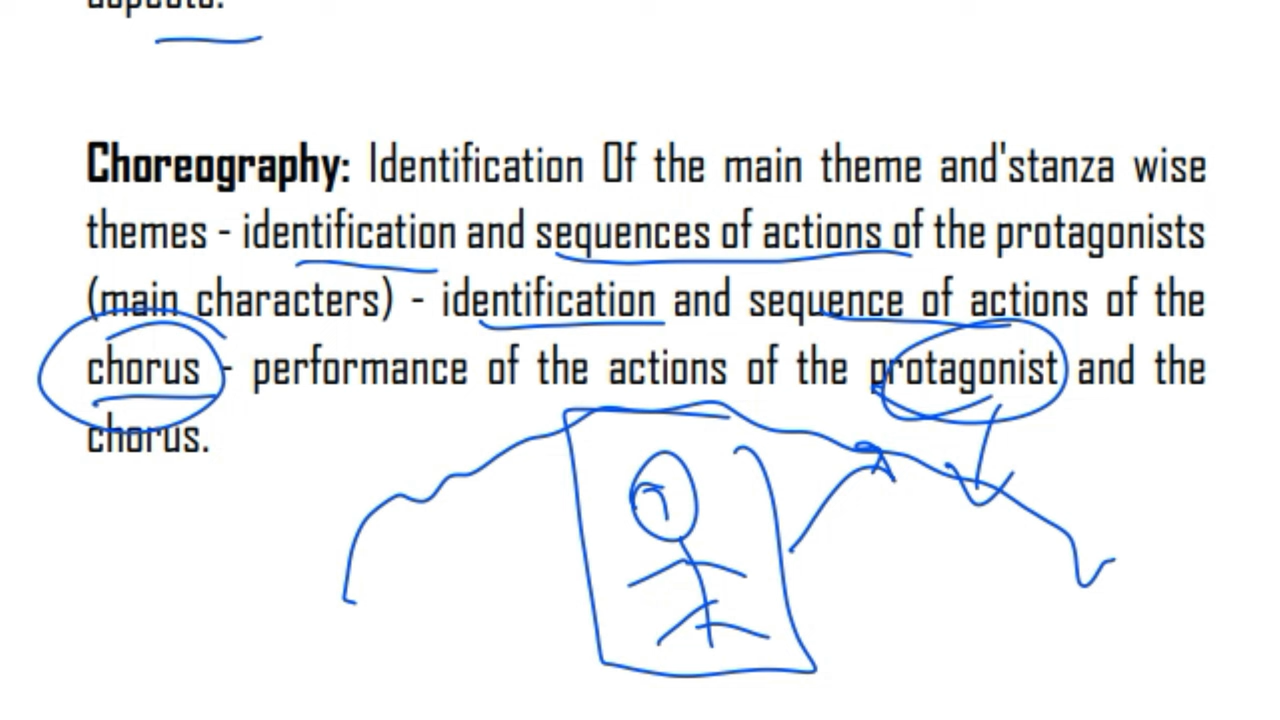 aspects.
Choreography: Identification Of the main theme and'stanza wise
themes - identification and sequences of actions of the protagonists
(main characters) - identification and sequence of actions of the
chorus - performance of the actions of the protagonist and the
chorus.